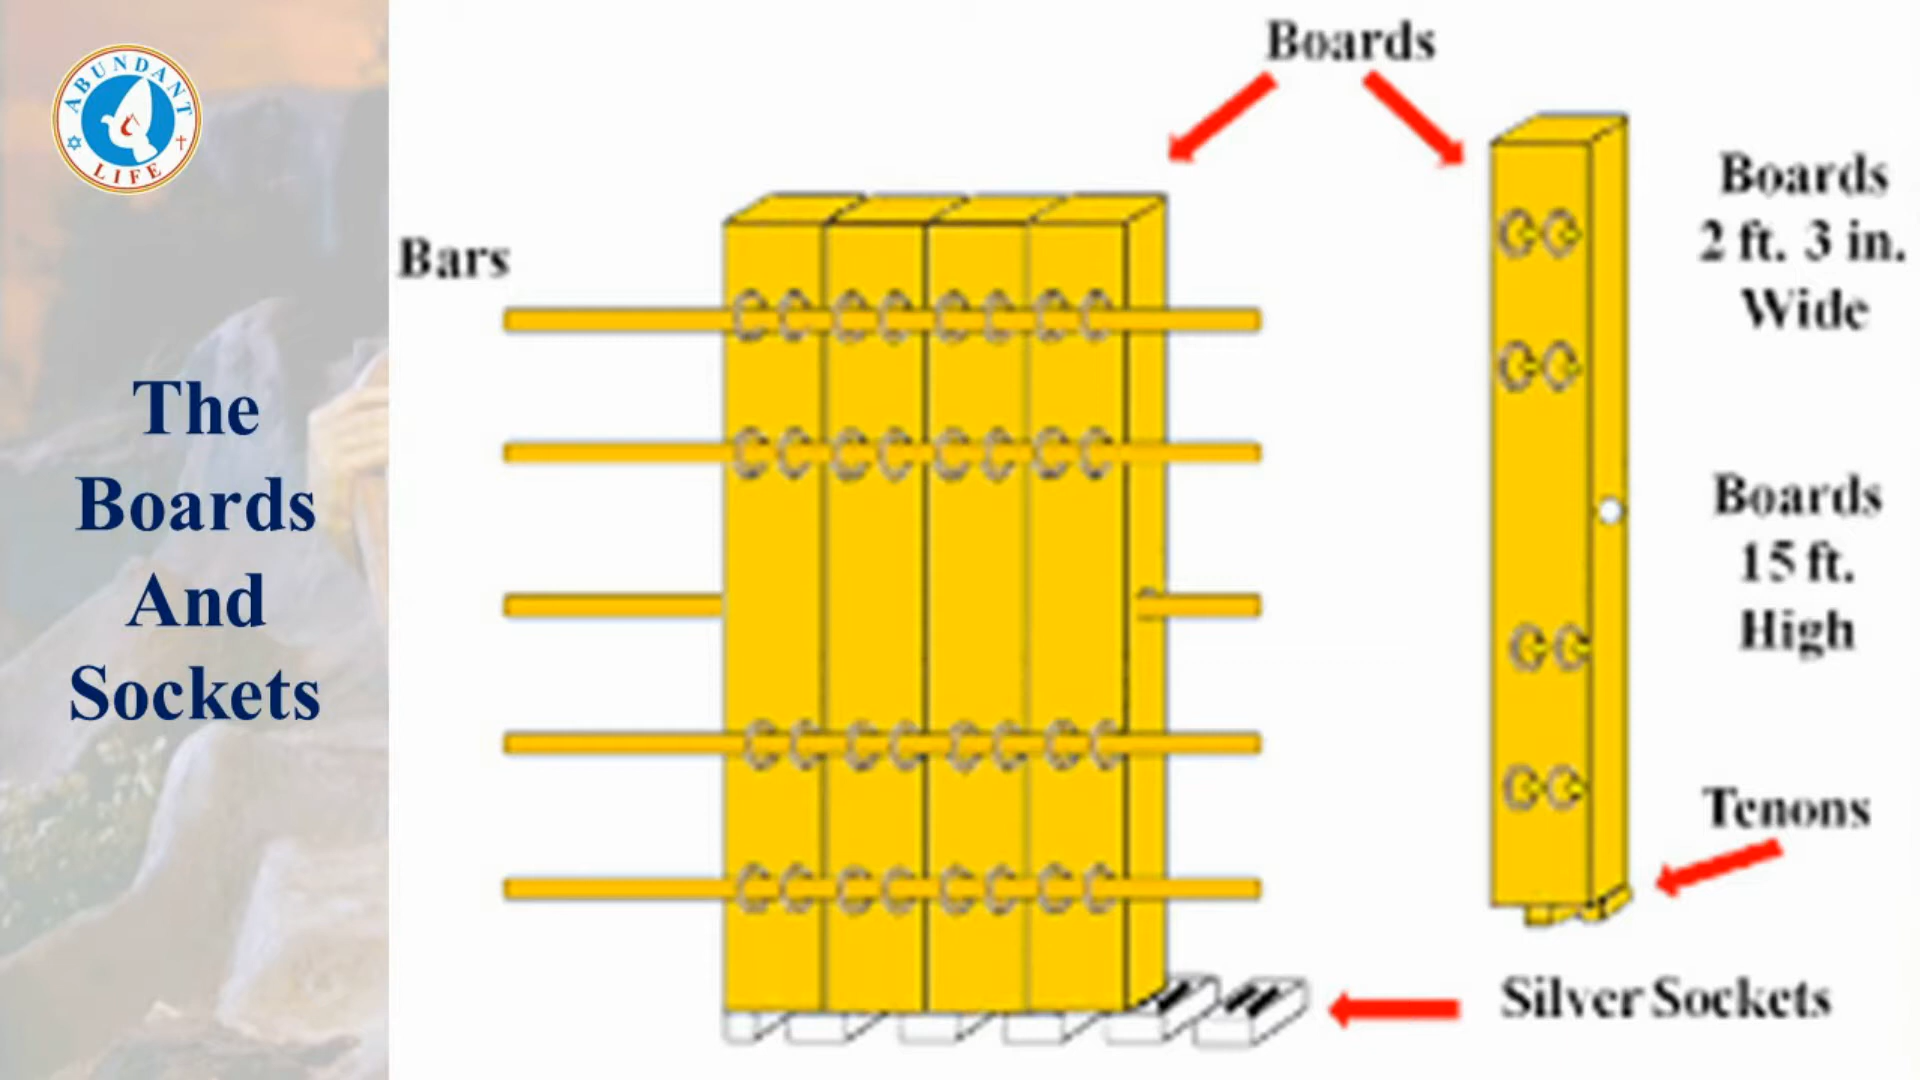 ABUNDANT
LIFE
The
Boards
And
Sockets
Boards
Bars
Boards
2 ft. 3 in.
Wide
Boards
15 ft.
High
Tenons
Silver Sockets